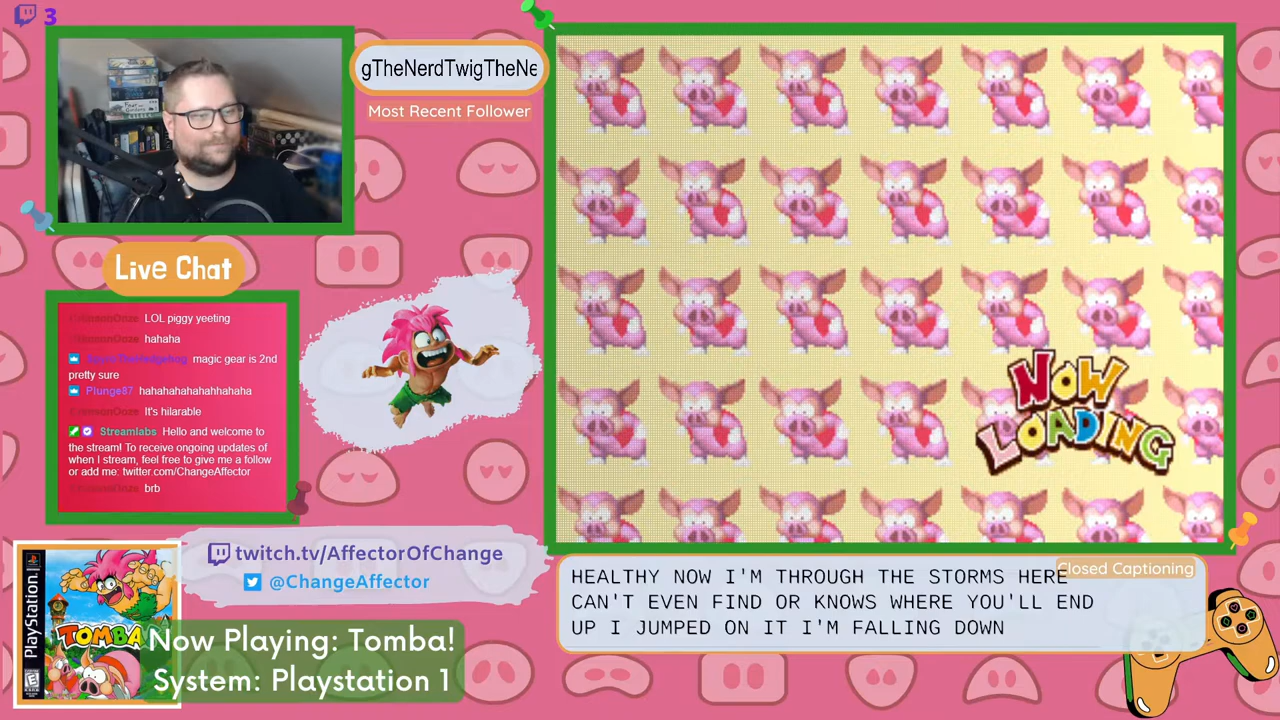 3
gTheNerdTwigTheNe
Most Recent Follower
Live Chat
LOL piggy yeeting
hahaha
magic gear is 2nd
pretty sure
Plunge87 hahahahahahahhahaha
It's hilarable
Streamlabs Hello and welcome to
the stream! To receive ongoing updates of
when I stream, feel free to give me a follow
or add me: twitter.com/ChangeAffector
brb
twitch.tv/AffectorOfChange
@ChangeAffector
PlayStation
TOMBA
Now Playing: Tomba!
System: Playstation 1
NOW
LOADING
Closed Captioning
HEALTHY NOW I'M THROUGH THE STORMS HERE
CAN'T EVEN FIND OR KNOWS WHERE YOU'LL END
UP I JUMPED ON IT I'M FALLING DOWN